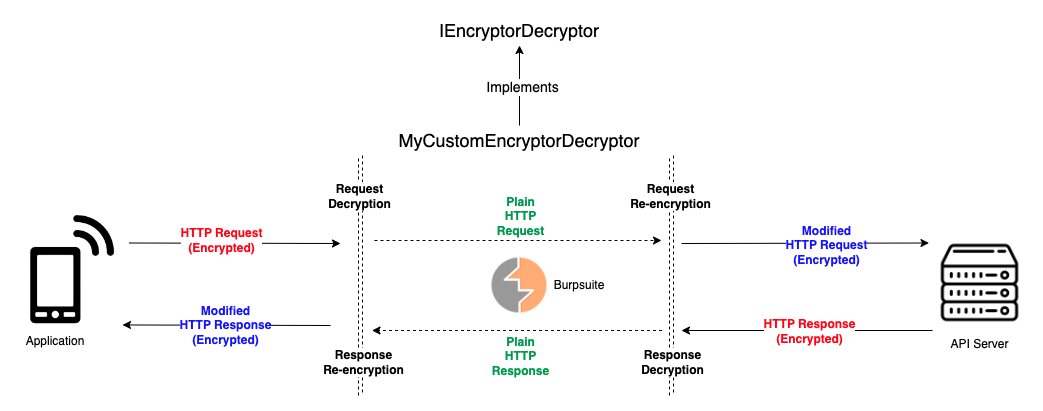 IEncryptorDecryptor
Implements
MyCustomEncryptorDecryptor
Request
Decryption
Plain
HTTP
Request
Request
Re-encryption
HTTP Request
(Encrypted)
Modified
HTTP Request
(Encrypted)
Burpsuite
Modified
HTTP Response
(Encrypted)
HTTP Response
(Encrypted)
Application
API Server
Response
Re-encryption
Plain
HTTP
Response
Response
Decryption